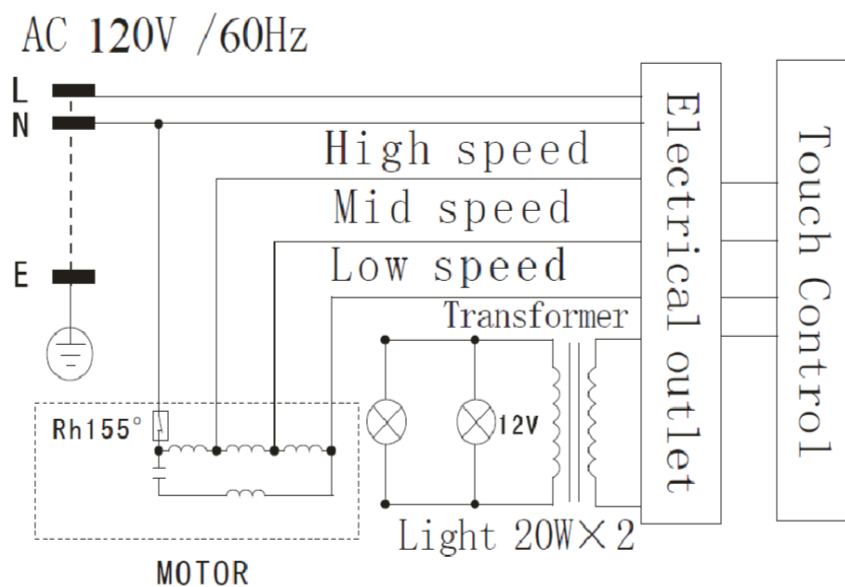 AC 120V /60Hz
L
N
High speed
Mid speed
E
Low speed
Transformer
12V
Rh155°
Light 20W×2
MOTOR
Electrical outlet
Touch Control